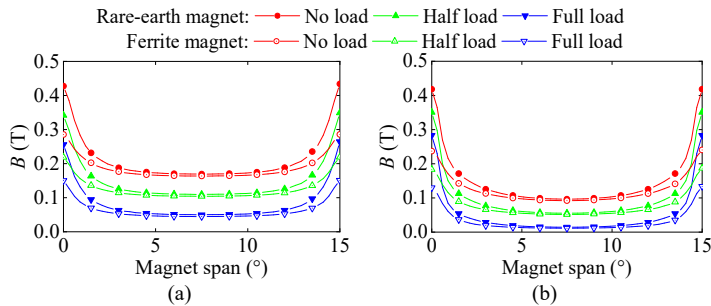 Rare-earth magnet: No load Half load Full load
Ferrite magnet: No load Half load Full load
0.5
0.4
0.3
0.2
0.1
0.0
B (T)
0 5 10 15
Magnet span (°)
(a)
0.5
0.4
0.3
0.2
0.1
0.0
B (T)
0 5 10 15
Magnet span (°)
(b)